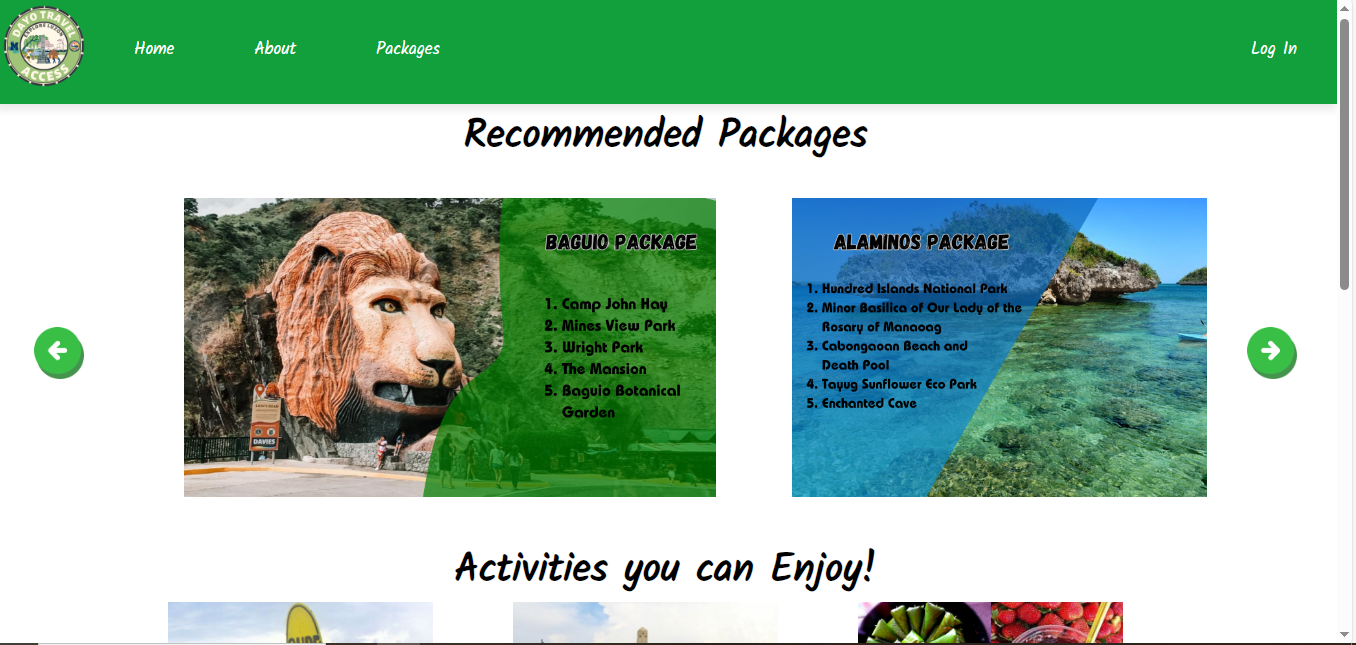 DAYO TRAVEL
EXPLORE LUZON
ACCESS
Home
About
Packages
Log In
Recommended Packages
BAGUIO PACKAGE
1. Camp John Hay
2. Mines View Park
3. Wright Park
4. The Mansion
5. Baguio Botanical
Garden
DAVIES
ALAMINOS PACKAGE
1. Hundred Islands National Park
2. Minor Basilica of Our Lady of the
Rosary of Manaoag
3. Cabongaoan Beach and
Death Pool
4. Tayug Sunflower Eco Park
5. Enchanted Cave
Activities you can Enjoy!